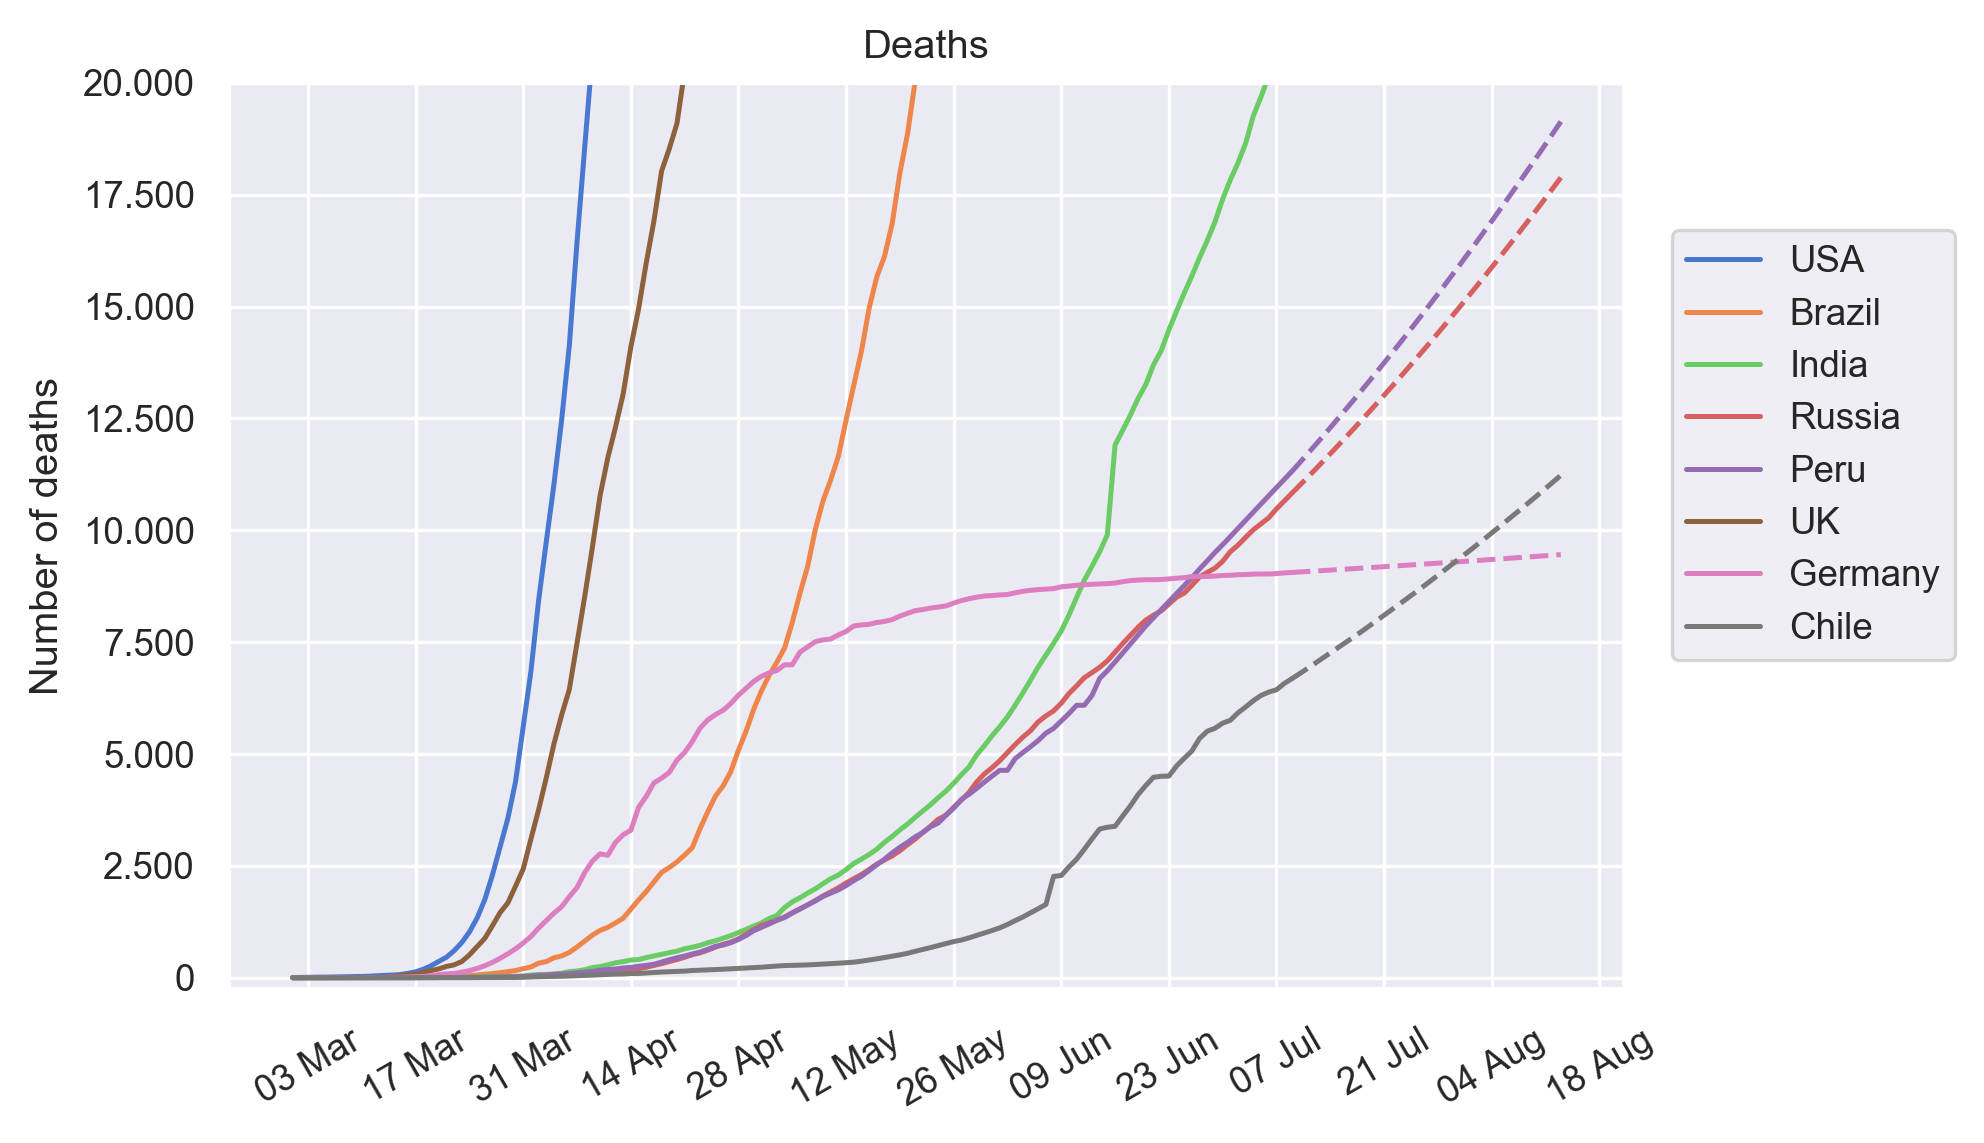 Deaths
Number of deaths
20.000
17.500
15.000
12.500
10.000
7.500
5.000
2.500
0
03 Mar
17 Mar
31 Mar
14 Apr
28 Apr
12 May
26 May
09 Jun
23 Jun
07 Jul
21 Jul
04 Aug
18 Aug
USA
Brazil
India
Russia
Peru
UK
Germany
Chile